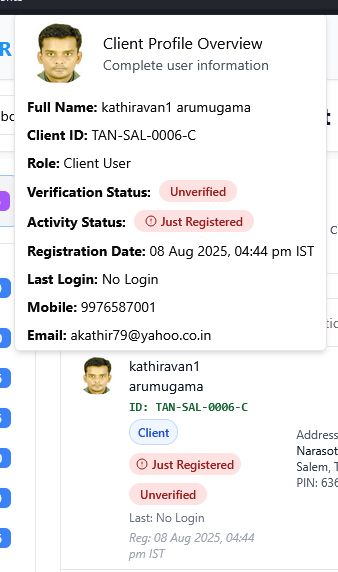 Client Profile Overview
Complete user information
Full Name: kathiravan1 arumugama
Client ID: TAN-SAL-0006-C
Role: Client User
Verification Status: Unverified
Activity Status: Just Registered
Registration Date: 08 Aug 2025, 04:44 pm IST
Last Login: No Login
Mobile: 9976587001
Email: akathir79@yahoo.co.in
kathiravan1
arumugama
ID: TAN-SAL-0006-C
Client
Just Registered
Unverified
Last: No Login
Reg: 08 Aug 2025, 04:44
pm IST
Address
Narasot
Salem, T
PIN: 636